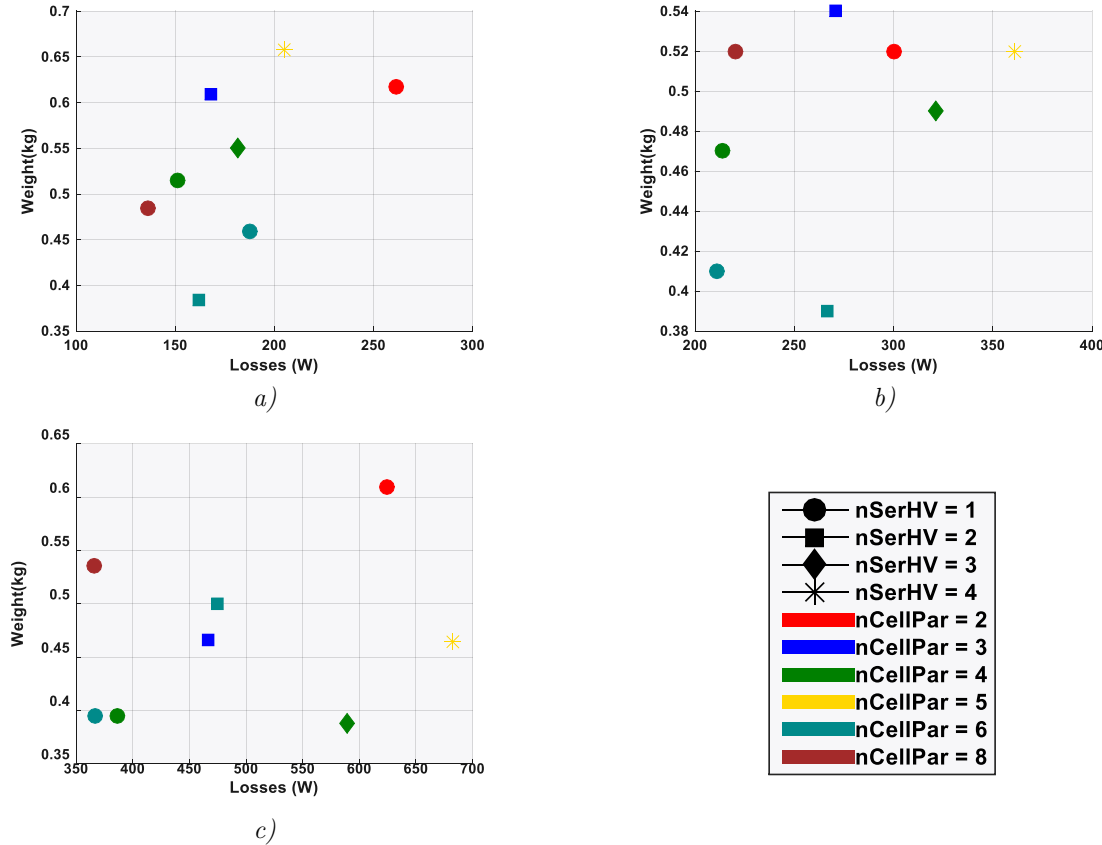 0.7
0.65
0.6
0.55
0.5
0.45
0.4
0.35
Weight(kg)
100 150 200 250 300
Losses (W)
a)
0.54
0.52
0.5
0.48
0.46
0.44
0.42
0.4
0.38
Weight(kg)
200 250 300 350 400
Losses (W)
b)
0.65
0.6
0.55
0.5
0.45
0.4
0.35
Weight(kg)
350 400 450 500 550 600 650 700
Losses (W)
c)
nSerHV = 1
nSerHV = 2
nSerHV = 3
nSerHV = 4
nCellPar = 2
nCellPar = 3
nCellPar = 4
nCellPar = 5
nCellPar = 6
nCellPar = 8